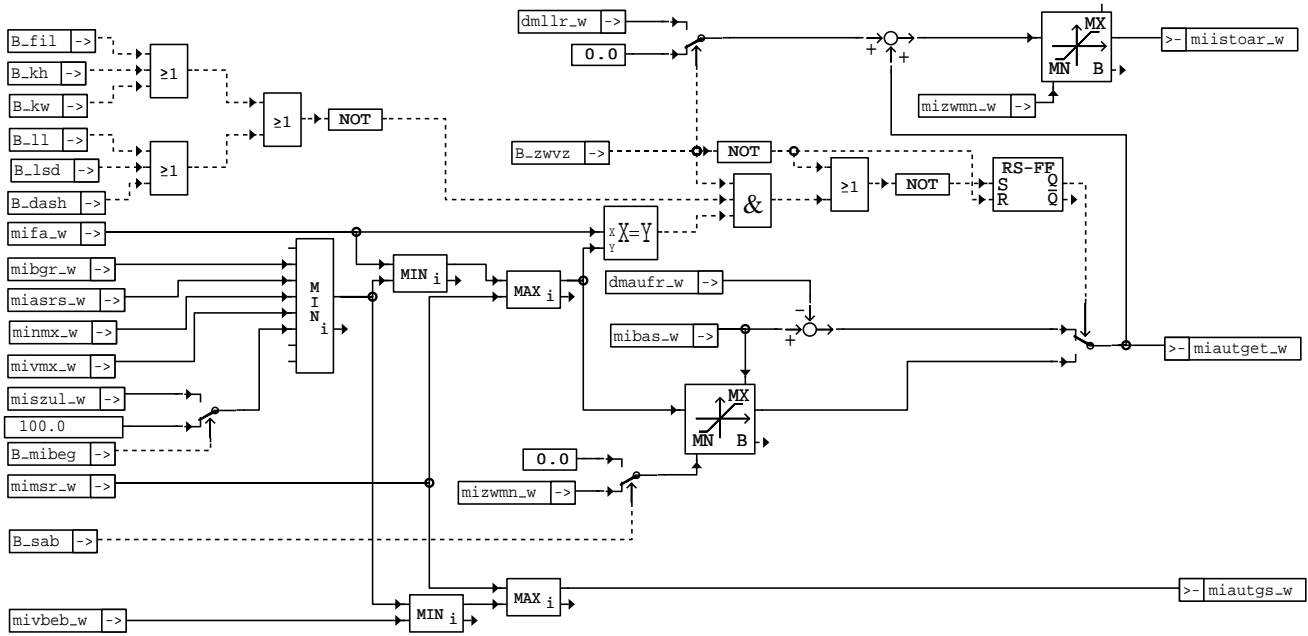 dmllr_w ->
0.0
MX
MN B
>- miistoar_w
mizwmn_w ->
B_fil ->
B_kh ->
B_kw ->
≥1
≥1
NOT
B_ll ->
B_lsd ->
B_dash ->
≥1
B_zwvz ->
NOT
≥1
NOT
RS-FF
S Q
R Q̅
&
mifa_w ->
X X=Y
Y
mibgr_w ->
miasrs_w ->
minmx_w ->
mivmx_w ->
miszul_w ->
100.0
B_mibeg ->
mimsr_w ->
M
I
N
i
MIN i
MAX i
dmaufr_w ->
mibas_w ->
+
+
−
+
>- miautget_w
MX
MN B
0.0
mizwmn_w ->
B_sab ->
mivbeb_w ->
MIN i
MAX i
>- miautgs_w